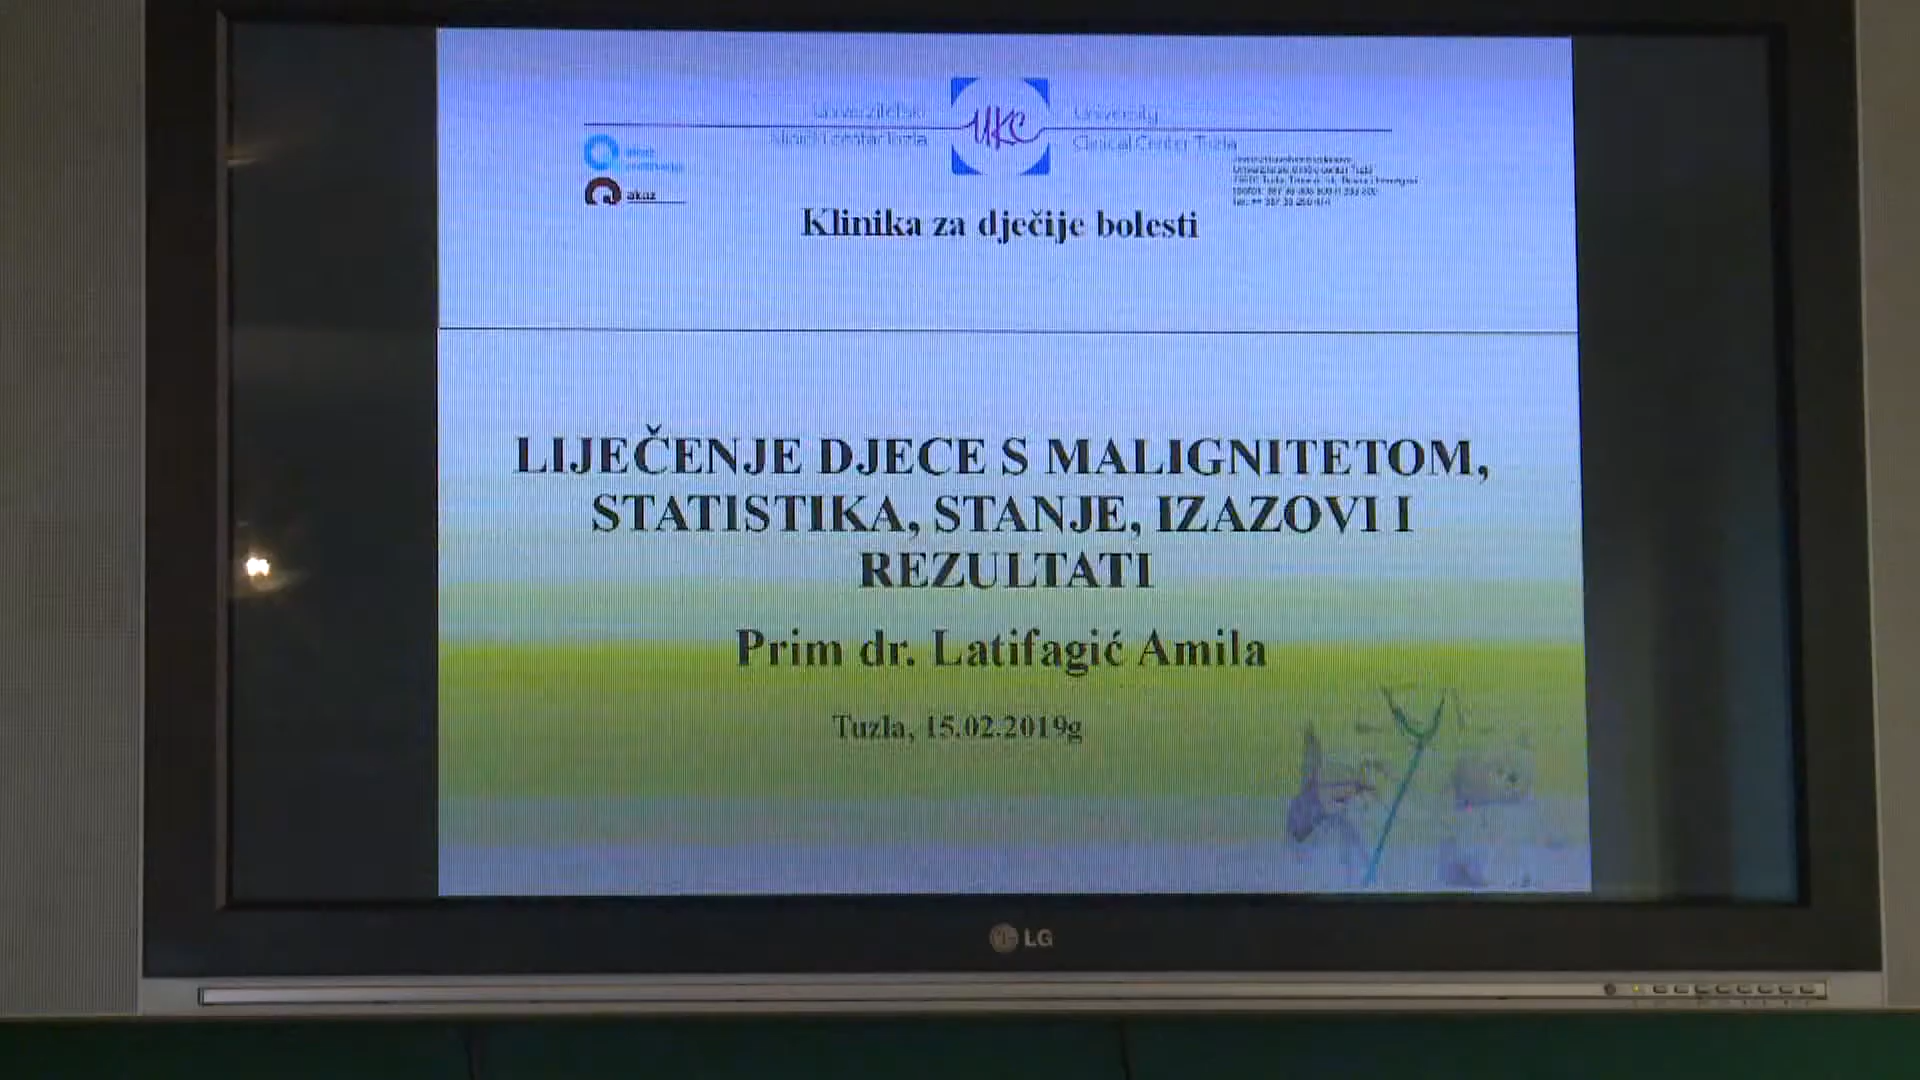 Univerzitetski
Klinički centar Tuzla
UKC
University
Clinical Center Tuzla
akaz
Klinika za dječije bolesti
LIJEČENJE DJECE S MALIGNITETOM,
STATISTIKA, STANJE, IZAZOVI I
REZULTATI
Prim dr. Latifagić Amila
Tuzla, 15.02.2019g
LG